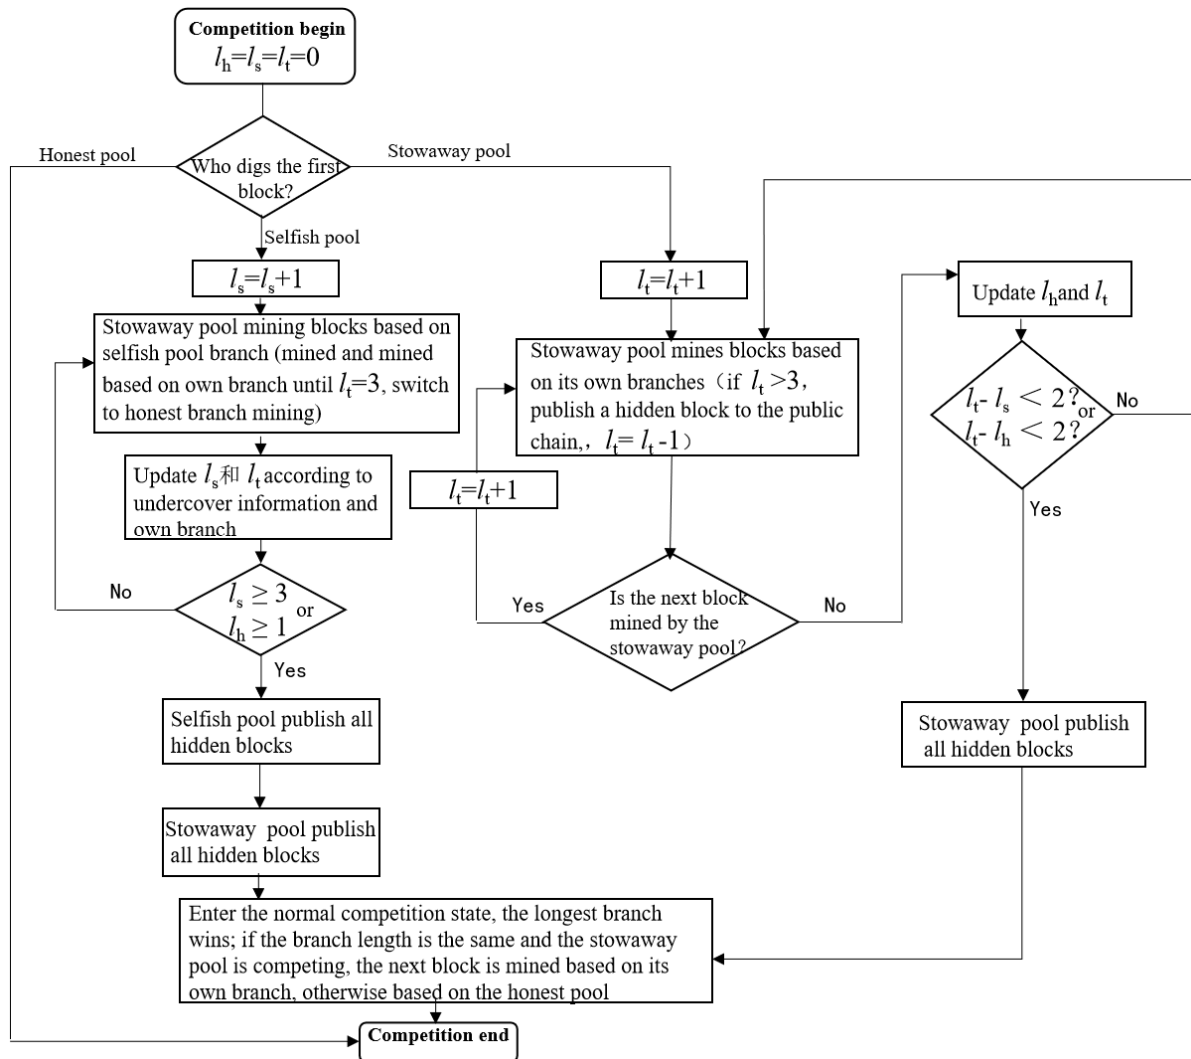 Competition begin
lh=ls=lt=0
Honest pool
Stowaway pool
Who digs the first
block?
Selfish pool
ls=ls+1
lt=lt+1
Update lh and lt
Stowaway pool mining blocks based on
selfish pool branch (mined and mined
based on own branch until lt=3, switch
to honest branch mining)
Stowaway pool mines blocks based
on its own branches（if lt >3,
publish a hidden block to the public
chain,，lt= lt -1）
lt- ls < 2?
or
lt- lh < 2?
No
Yes
Update ls和 lt according to
undercover information and
own branch
lt=lt+1
No
ls ≥ 3
or
lh ≥ 1
Yes
Yes
Is the next block
mined by the
stowaway pool?
No
Selfish pool publish all
hidden blocks
Stowaway pool publish
all hidden blocks
Stowaway pool publish
all hidden blocks
Enter the normal competition state, the longest branch
wins; if the branch length is the same and the stowaway
pool is competing, the next block is mined based on its
own branch, otherwise based on the honest pool
Competition end